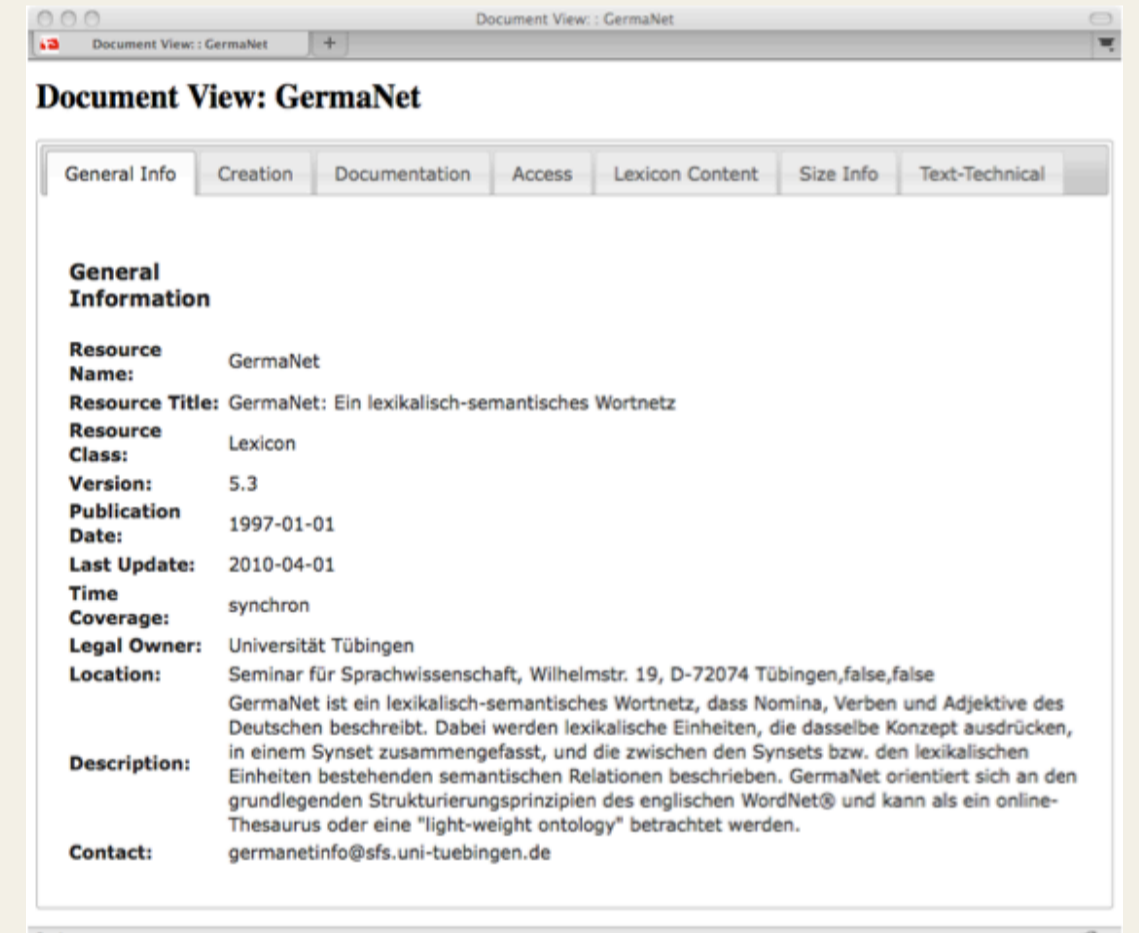 Document View: : GermaNet
Document View: : GermaNet +
Document View: GermaNet
General Info Creation Documentation Access Lexicon Content Size Info Text-Technical
General
Information
Resource
Name:
GermaNet
Resource Title: GermaNet: Ein lexikalisch-semantisches Wortnetz
Resource
Class:
Lexicon
Version: 5.3
Publication
Date:
1997-01-01
Last Update: 2010-04-01
Time
Coverage:
synchron
Legal Owner: Universität Tübingen
Location: Seminar für Sprachwissenschaft, Wilhelmstr. 19, D-72074 Tübingen,false,false
Description:
GermaNet ist ein lexikalisch-semantisches Wortnetz, dass Nomina, Verben und Adjektive des
Deutschen beschreibt. Dabei werden lexikalische Einheiten, die dasselbe Konzept ausdrücken,
in einem Synset zusammengefasst, und die zwischen den Synsets bzw. den lexikalischen
Einheiten bestehenden semantischen Relationen beschrieben. GermaNet orientiert sich an den
grundlegenden Strukturierungsprinzipien des englischen WordNet® und kann als ein online-
Thesaurus oder eine "light-weight ontology" betrachtet werden.
Contact: germanetinfo@sfs.uni-tuebingen.de